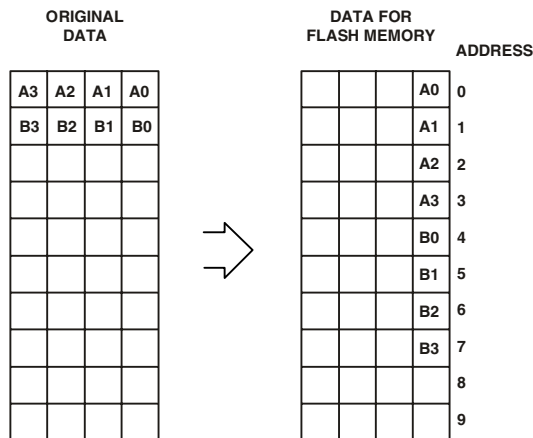 ORIGINAL
DATA
DATA FOR
FLASH MEMORY
ADDRESS
A3 A2 A1 A0
B3 B2 B1 B0
A0 0
A1 1
A2 2
A3 3
B0 4
B1 5
B2 6
B3 7
8
9